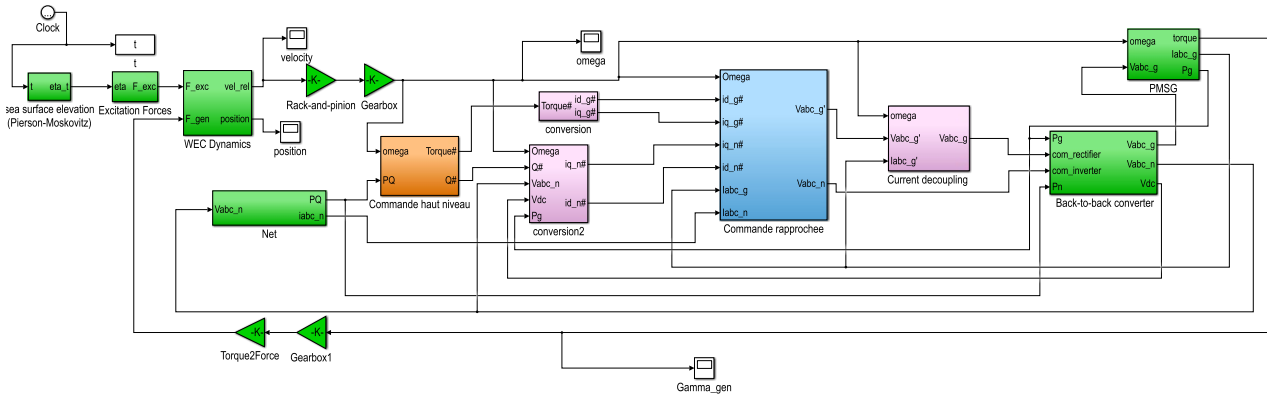 ...
Clock
t
t
t
eta_t
sea surface elevation
(Pierson-Moskovitz)
eta
F_exc
Excitation Forces
F_exc
F_gen
vel_rel
position
WEC Dynamics
velocity
position
-K-
Rack-and-pinion
-K-
Gearbox
omega
PQ
Torque#
Q#
Commande haut niveau
Vabc_n
PQ
iabc_n
Net
Torque#
id_g#
iq_g#
conversion
Omega
Q#
Vabc_n
Vdc
Pg
iq_n#
id_n#
conversion2
omega
Omega
id_g#
iq_g#
iq_n#
id_n#
Iabc_g
Iabc_n
Vabc_g'
Vabc_n
Commande rapprochee
omega
Vabc_g'
Iabc_g'
Vabc_g
Current decoupling
omega
Vabc_g
torque
Iabc_g
Pg
PMSG
Pg
com_rectifier
com_inverter
Pn
Vabc_g
Vabc_n
Vdc
Back-to-back converter
-K-
Torque2Force
-K-
Gearbox1
Gamma_gen